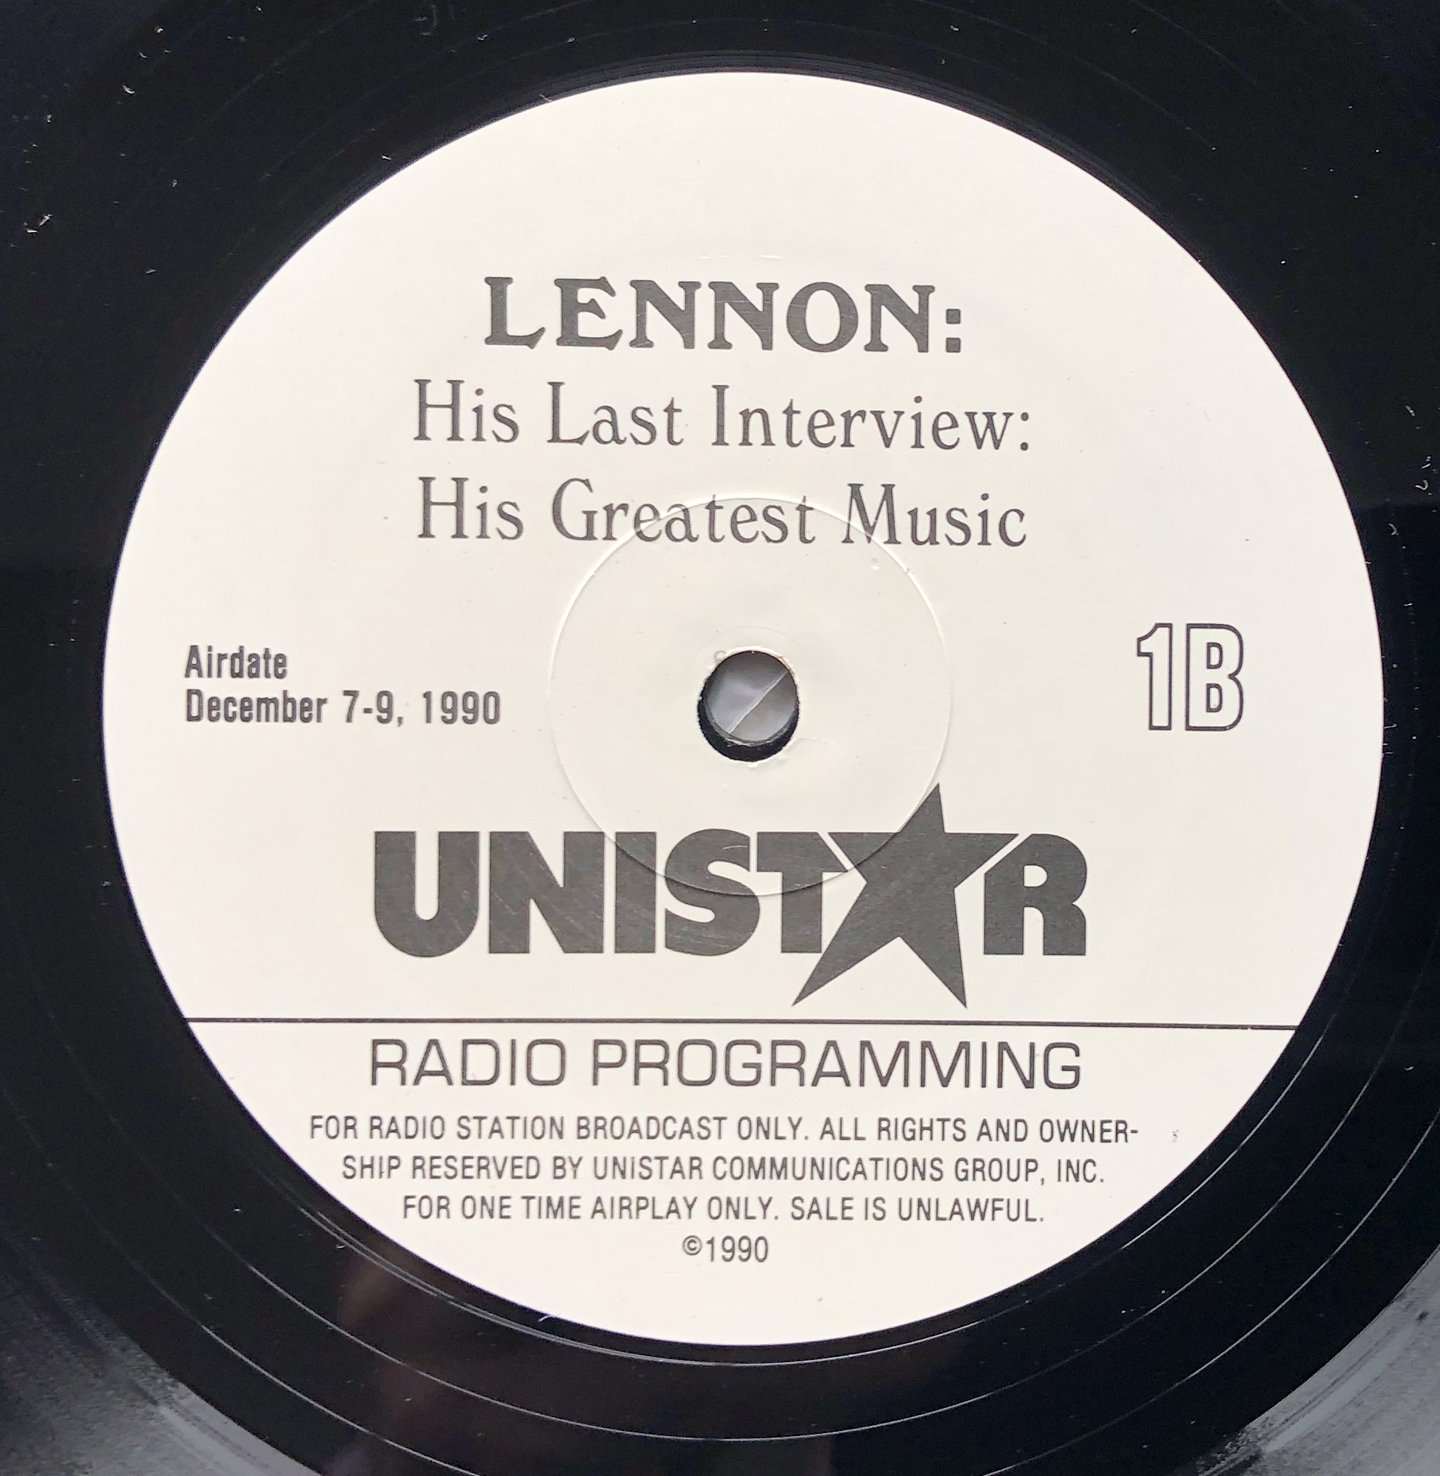 LENNON:
His Last Interview:
His Greatest Music
Airdate
December 7-9, 1990
1B
UNISTAR
RADIO PROGRAMMING
FOR RADIO STATION BROADCAST ONLY. ALL RIGHTS AND OWNER-
SHIP RESERVED BY UNISTAR COMMUNICATIONS GROUP, INC.
FOR ONE TIME AIRPLAY ONLY. SALE IS UNLAWFUL.
©1990